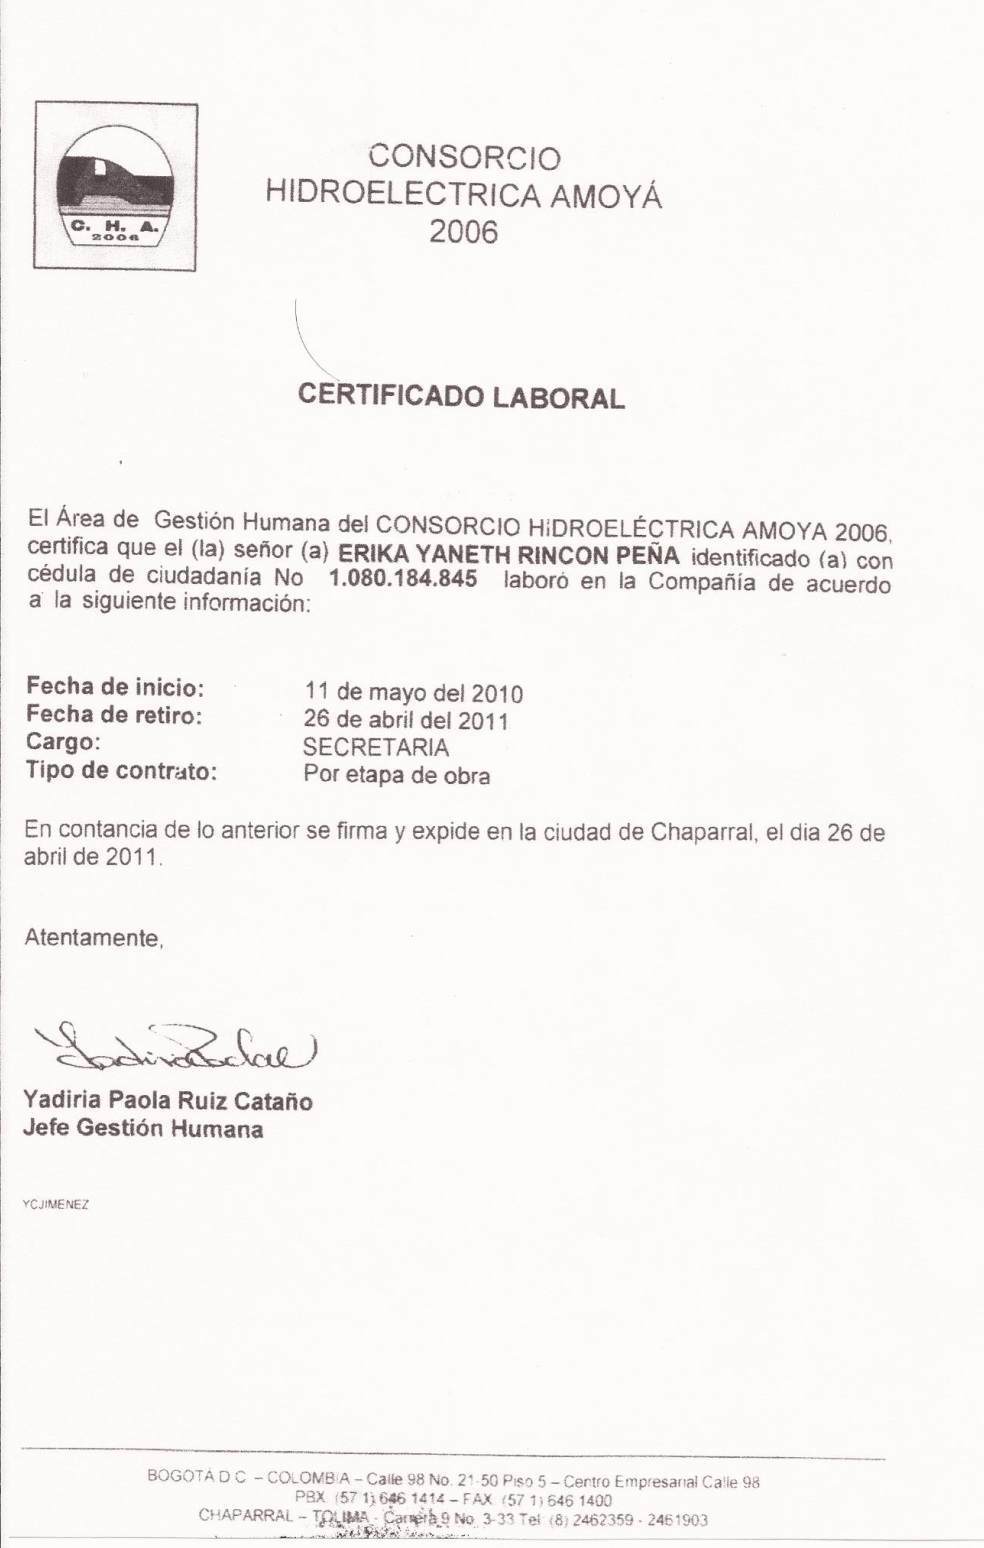 C. H. A.
2006
CONSORCIO
HIDROELECTRICA AMOYÁ
2006
CERTIFICADO LABORAL
El Área de Gestión Humana del CONSORCIO HiDROELÉCTRICA AMOYA 2006,
certifica que el (la) señor (a) ERIKA YANETH RINCON PEÑA identificado (a) con
cédula de ciudadanía No 1.080.184.845 laboró en la Compañía de acuerdo
a la siguiente información:
Fecha de inicio: 11 de mayo del 2010
Fecha de retiro: 26 de abril del 2011
Cargo: SECRETARIA
Tipo de contrato: Por etapa de obra
En contancia de lo anterior se firma y expide en la ciudad de Chaparral, el dia 26 de
abril de 2011.
Atentamente,
Yadiria Paola Ruiz Cataño
Jefe Gestión Humana
YCJIMENEZ
BOGOTÁ D C – COLOMBIA – Calle 98 No. 21-50 Piso 5 – Centro Empresarial Calle 98
PBX (57 1) 646 1414 – FAX (57 1) 646 1400
CHAPARRAL – TOLIMA - Carrera 9 No. 3-33 Tel (8) 2462359 - 2461903